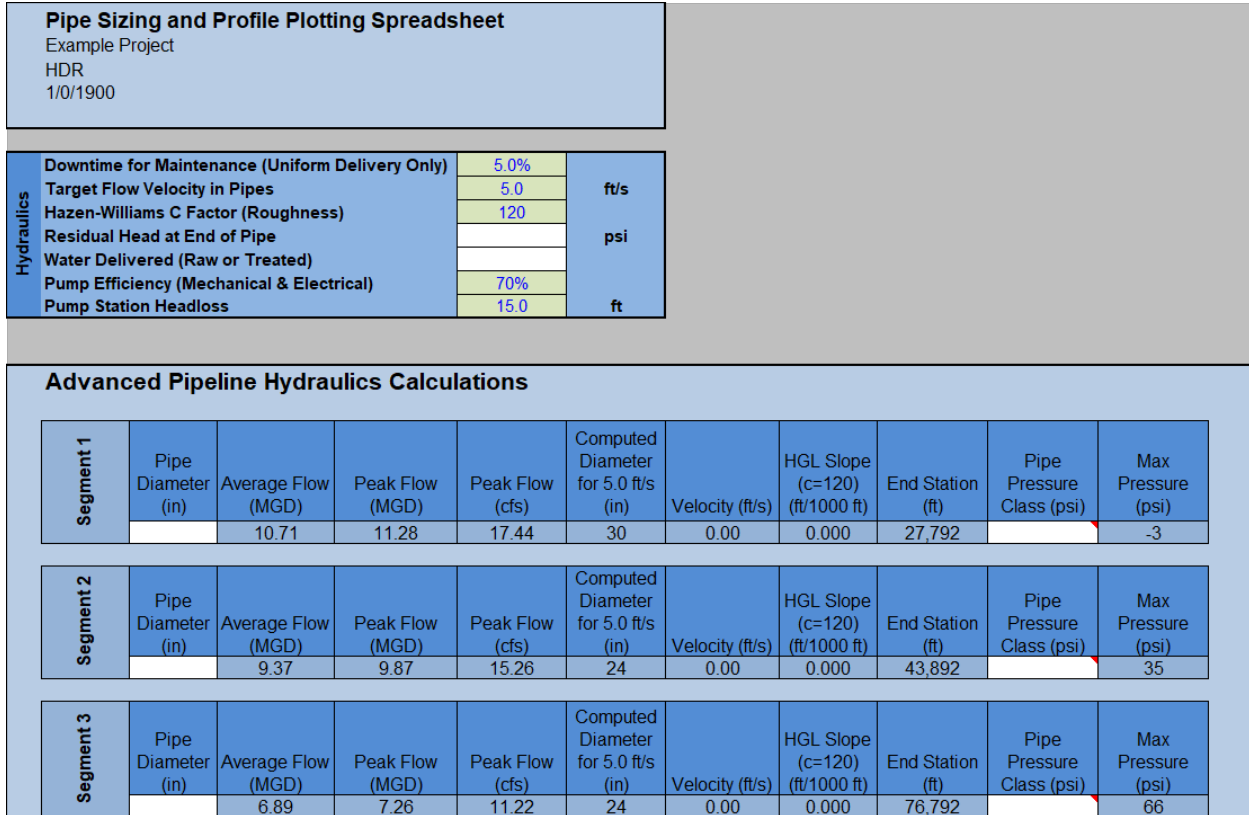 Pipe Sizing and Profile Plotting Spreadsheet
Example Project
HDR
1/0/1900
Hydraulics
Downtime for Maintenance (Uniform Delivery Only) 5.0%
Target Flow Velocity in Pipes 5.0 ft/s
Hazen-Williams C Factor (Roughness) 120
Residual Head at End of Pipe psi
Water Delivered (Raw or Treated)
Pump Efficiency (Mechanical & Electrical) 70%
Pump Station Headloss 15.0 ft
Advanced Pipeline Hydraulics Calculations
Segment 1
Computed
Pipe Diameter HGL Slope Pipe Max
Diameter Average Flow Peak Flow Peak Flow for 5.0 ft/s (c=120) End Station Pressure Pressure
(in) (MGD) (MGD) (cfs) (in) Velocity (ft/s) (ft/1000 ft) (ft) Class (psi) (psi)
10.71 11.28 17.44 30 0.00 0.000 27,792 -3
Segment 2
Computed
Pipe Diameter HGL Slope Pipe Max
Diameter Average Flow Peak Flow Peak Flow for 5.0 ft/s (c=120) End Station Pressure Pressure
(in) (MGD) (MGD) (cfs) (in) Velocity (ft/s) (ft/1000 ft) (ft) Class (psi) (psi)
9.37 9.87 15.26 24 0.00 0.000 43,892 35
Segment 3
Computed
Pipe Diameter HGL Slope Pipe Max
Diameter Average Flow Peak Flow Peak Flow for 5.0 ft/s (c=120) End Station Pressure Pressure
(in) (MGD) (MGD) (cfs) (in) Velocity (ft/s) (ft/1000 ft) (ft) Class (psi) (psi)
6.89 7.26 11.22 24 0.00 0.000 76,792 66